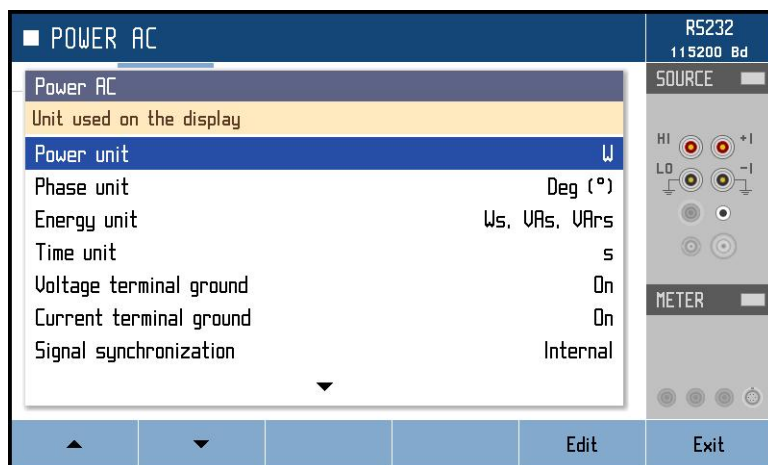 POWER AC
RS232
115200 Bd
Power AC
Unit used on the display
Power unit W
Phase unit Deg (°)
Energy unit Ws, VAs, VArs
Time unit s
Voltage terminal ground On
Current terminal ground On
Signal synchronization Internal
SOURCE
HI +I
LO -I
METER
Edit Exit